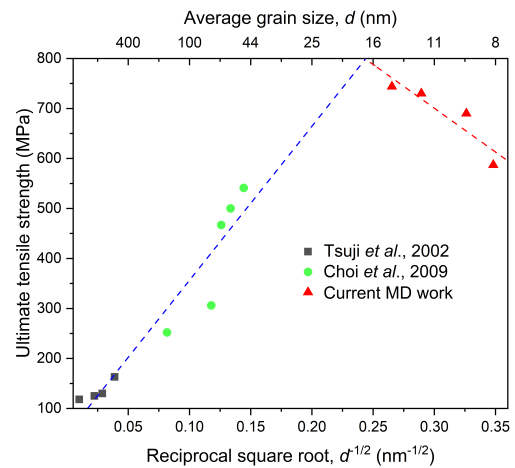 Average grain size, d (nm)
400 100 44 25 16 11 8
800
700
600
500
400
300
200
100
Ultimate tensile strength (MPa)
Tsuji et al., 2002
Choi et al., 2009
Current MD work
0.05 0.10 0.15 0.20 0.25 0.30 0.35
Reciprocal square root, d-1/2 (nm-1/2)